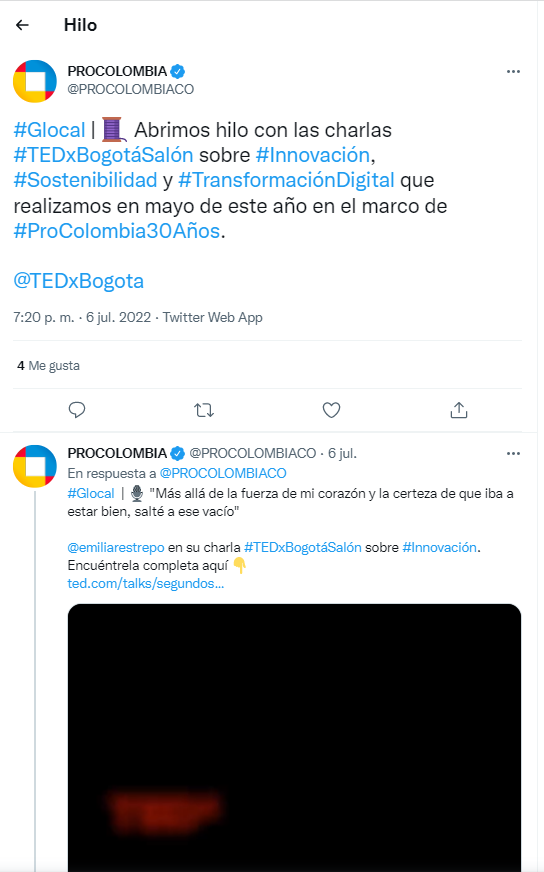 Hilo
PROCOLOMBIA
@PROCOLOMBIACO
#Glocal | Abrimos hilo con las charlas
#TEDxBogotáSalón sobre #Innovación,
#Sostenibilidad y #TransformaciónDigital que
realizamos en mayo de este año en el marco de
#ProColombia30Años.
@TEDxBogota
7:20 p. m. · 6 jul. 2022 · Twitter Web App
4 Me gusta
PROCOLOMBIA @PROCOLOMBIACO · 6 jul.
En respuesta a @PROCOLOMBIACO
#Glocal | "Más allá de la fuerza de mi corazón y la certeza de que iba a
estar bien, salté a ese vacío"
@emiliarestrepo en su charla #TEDxBogotáSalón sobre #Innovación.
Encuéntrela completa aquí
ted.com/talks/segundos...